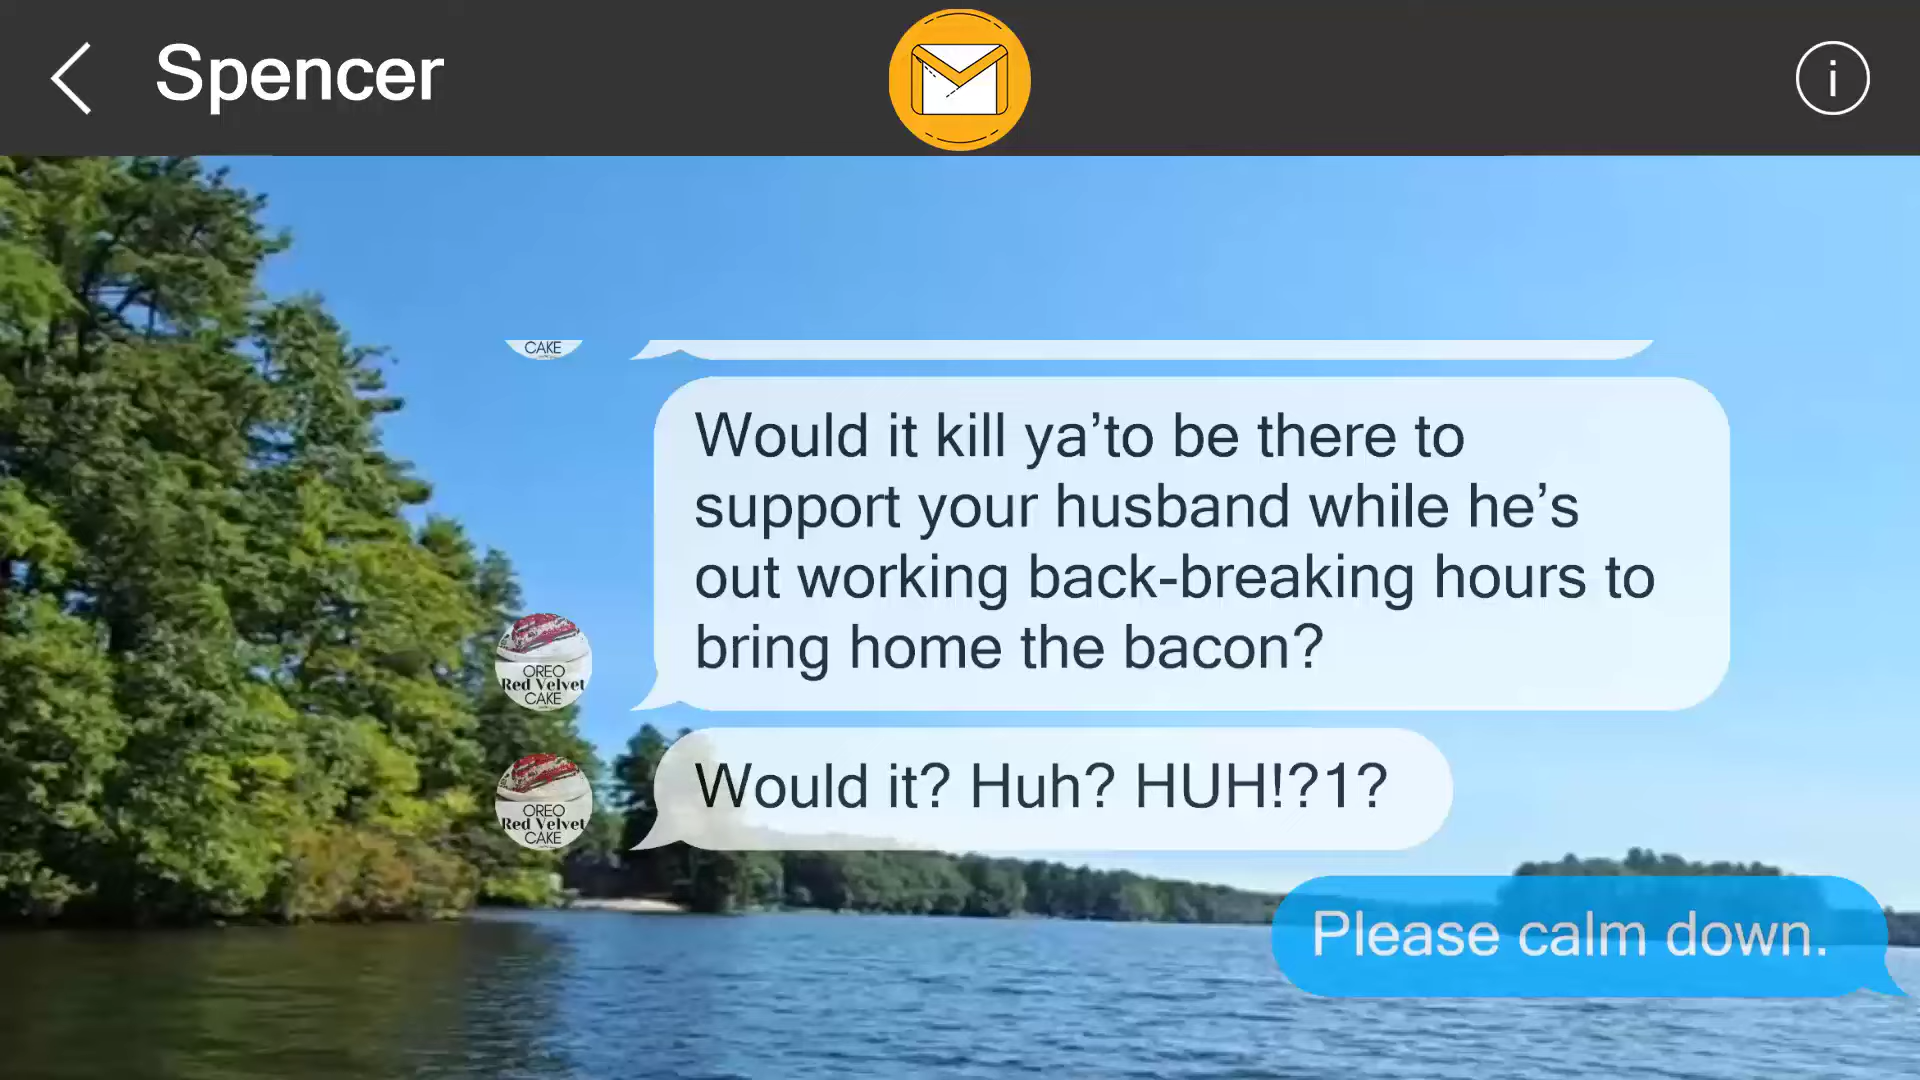 Spencer
i
CAKE
Would it kill ya’to be there to
support your husband while he’s
out working back-breaking hours to
bring home the bacon?
OREO
Red Velvet
CAKE
Would it? Huh? HUH!?1?
OREO
Red Velvet
CAKE
Please calm down.